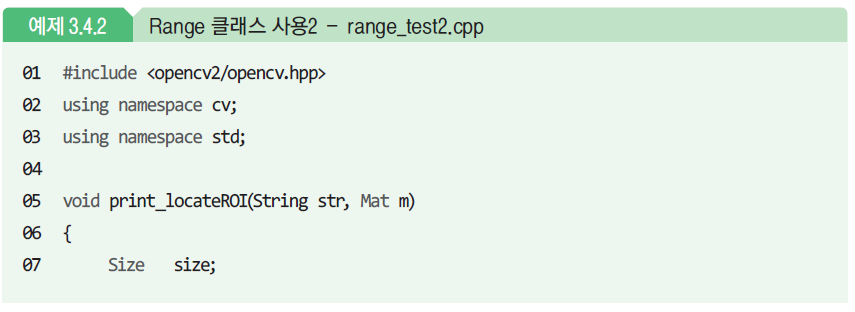 예제 3.4.2 Range 클래스 사용2 - range_test2.cpp
01 #include <opencv2/opencv.hpp>
02 using namespace cv;
03 using namespace std;
04
05 void print_locateROI(String str, Mat m)
06 {
07 Size size;